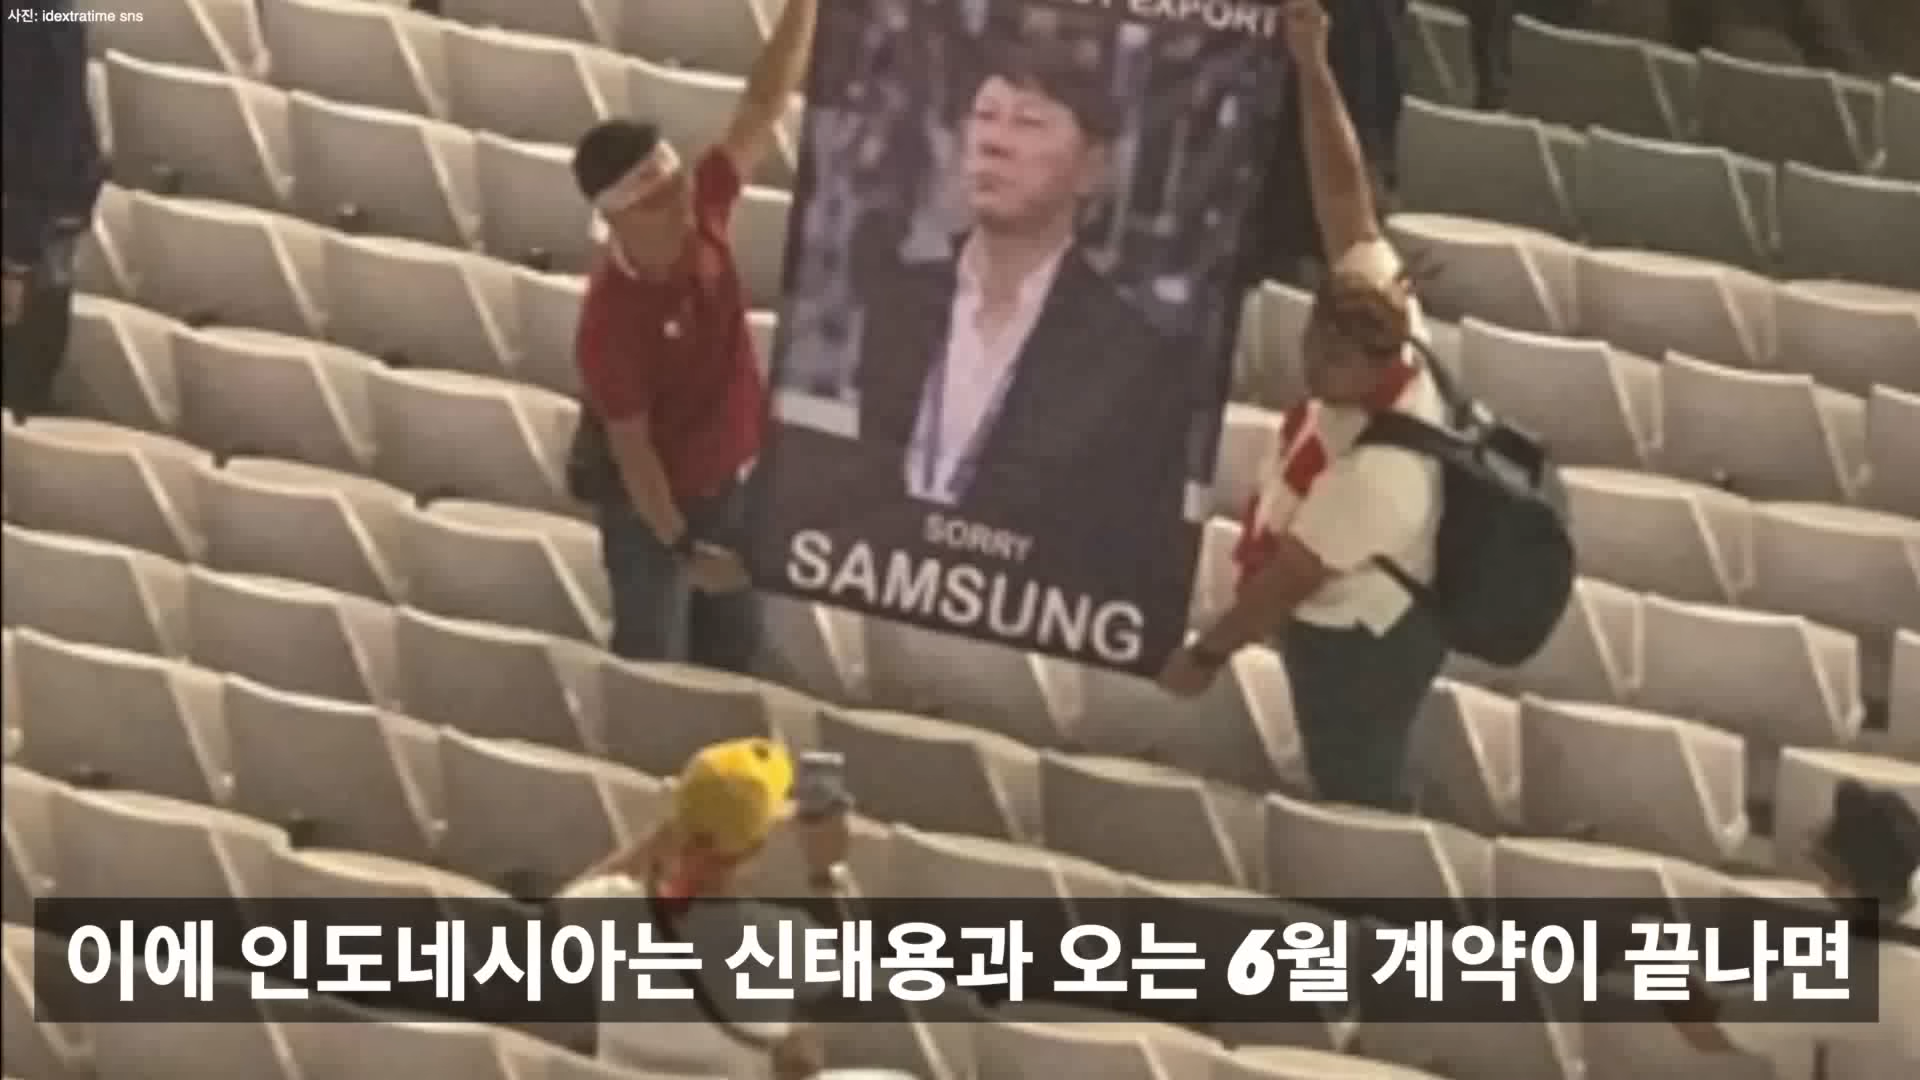 사진: idextratime sns
EXPORT
SORRY
SAMSUNG
이에 인도네시아는 신태용과 오는 6월 계약이 끝나면